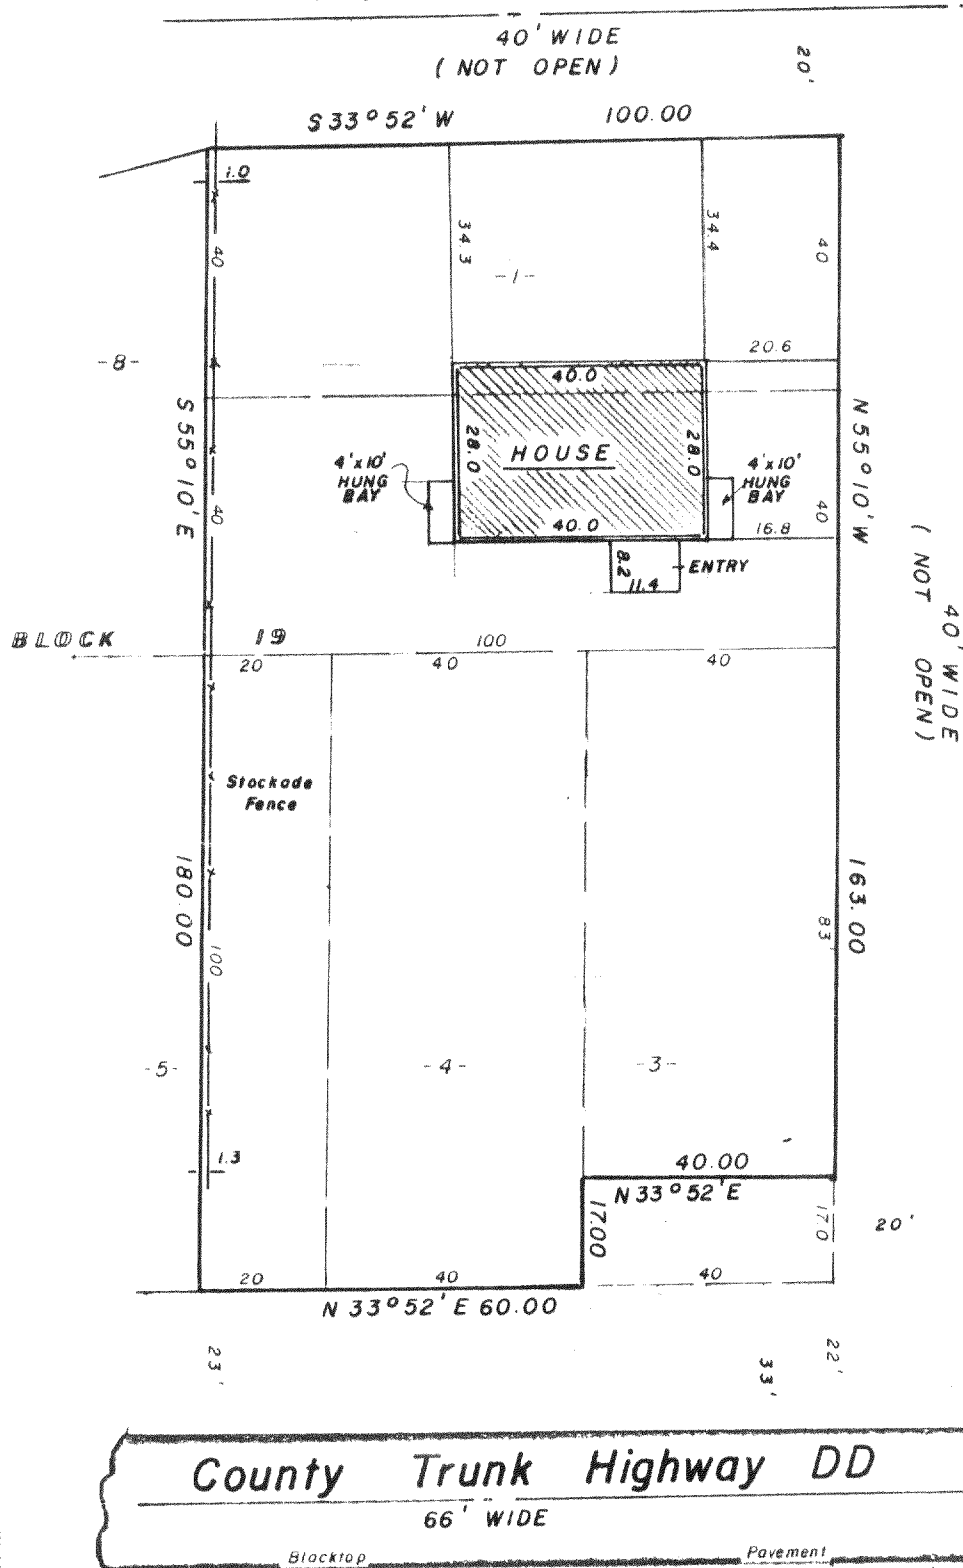 40' WIDE
( NOT OPEN )
20'
S 33° 52' W
100.00
1.0
40
34.3
34.4
40
-1-
-8-
20.6
40.0
S 55° 10' E
N 55° 10' W
28.0
HOUSE
28.0
4'x10'
HUNG
BAY
4'x10'
HUNG
BAY
40
40
40.0
16.8
8.2
11.4
ENTRY
40' WIDE
( NOT OPEN )
BLOCK 19
100
20
40
40
Stockade
Fence
180.00
163.00
100
83
-5-
-4-
-3-
1.3
40.00
N 33° 52' E
17.00
17.0
20'
20
40
40
N 33° 52' E 60.00
23'
33'
22'
County Trunk Highway DD
66' WIDE
Blacktop
Pavement